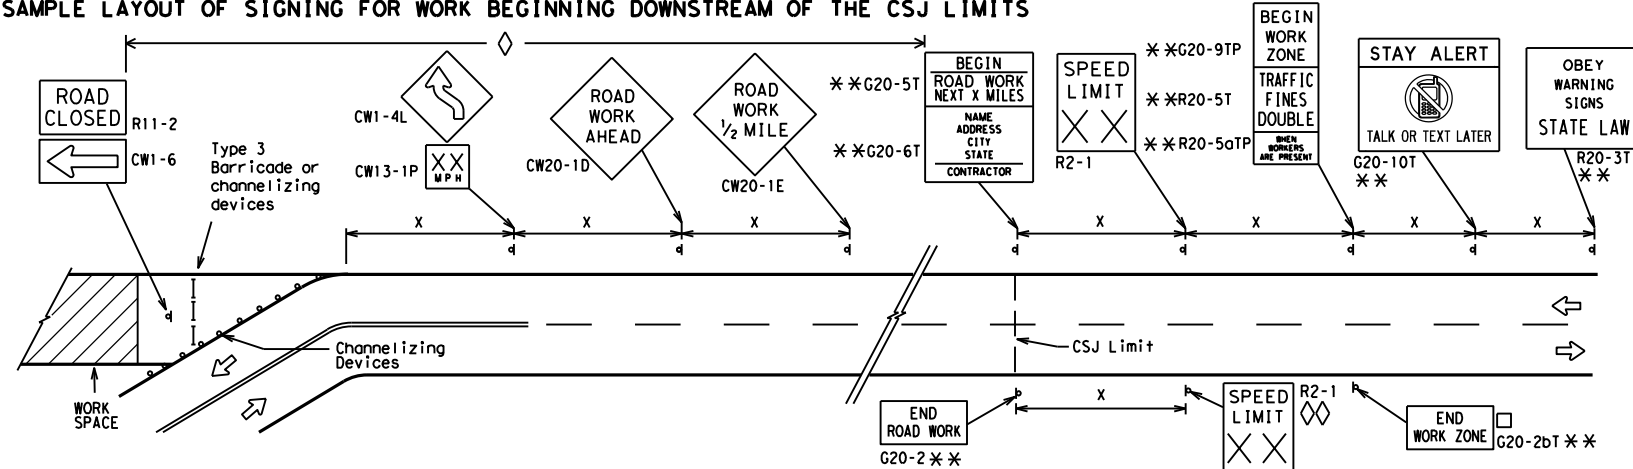 SAMPLE LAYOUT OF SIGNING FOR WORK BEGINNING DOWNSTREAM OF THE CSJ LIMITS
ROAD
CLOSED
R11-2
CW1-6
Type 3
Barricade or
channelizing
devices
CW1-4L
CW13-1P
XX
MPH
ROAD
WORK
AHEAD
CW20-1D
ROAD
WORK
1/2 MILE
CW20-1E
**G20-5T
**G20-6T
BEGIN
ROAD WORK
NEXT X MILES
NAME
ADDRESS
CITY
STATE
CONTRACTOR
SPEED
LIMIT
XX
R2-1
**G20-9TP
**R20-5T
**R20-5aTP
BEGIN
WORK
ZONE
TRAFFIC
FINES
DOUBLE
WHEN
WORKERS
ARE PRESENT
STAY ALERT
TALK OR TEXT LATER
G20-10T
**
OBEY
WARNING
SIGNS
STATE LAW
R20-3T
**
X
X
X
X
X
X
X
Channelizing
Devices
CSJ Limit
WORK
SPACE
X
END
ROAD WORK
G20-2 **
SPEED
LIMIT
XX
R2-1
END
WORK ZONE
G20-2bT **